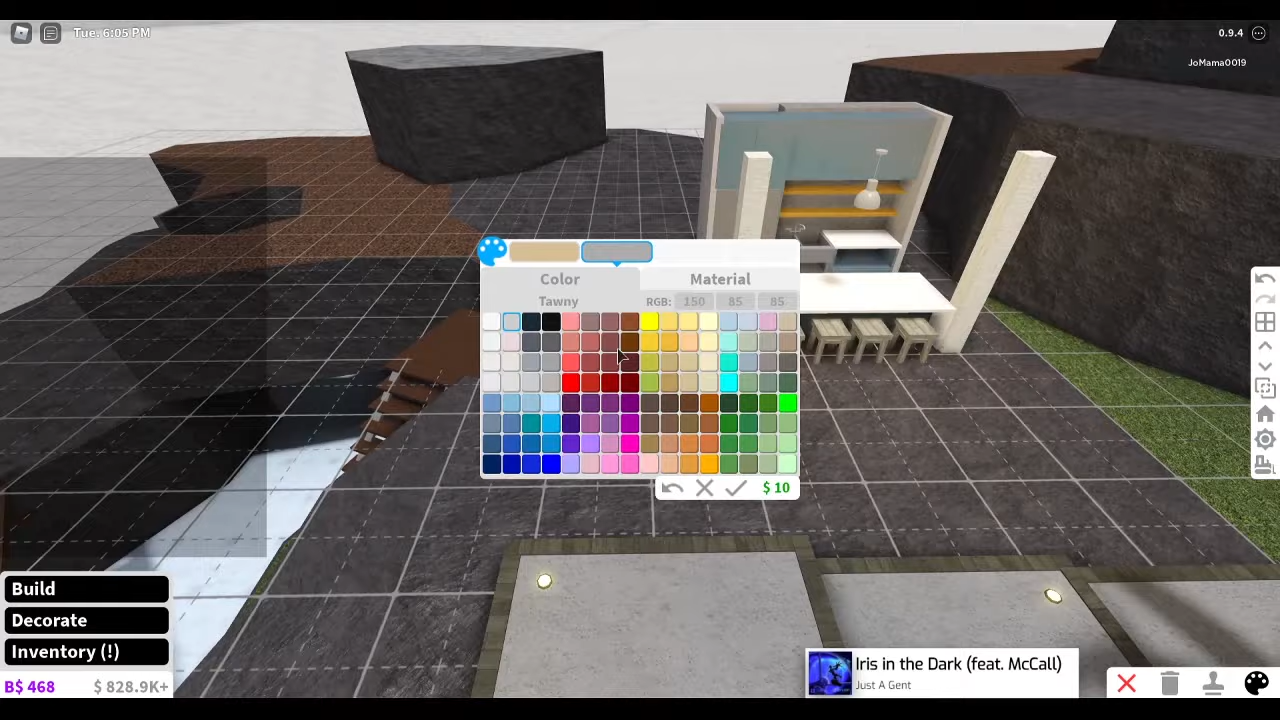 Tue. 6:05 PM
0.9.4
JoMama0019
Color
Material
Tawny
RGB: 150 85 85
$ 10
Build
Decorate
Inventory (!)
B$ 468
$ 828.9K+
Iris in the Dark (feat. McCall)
Just A Gent